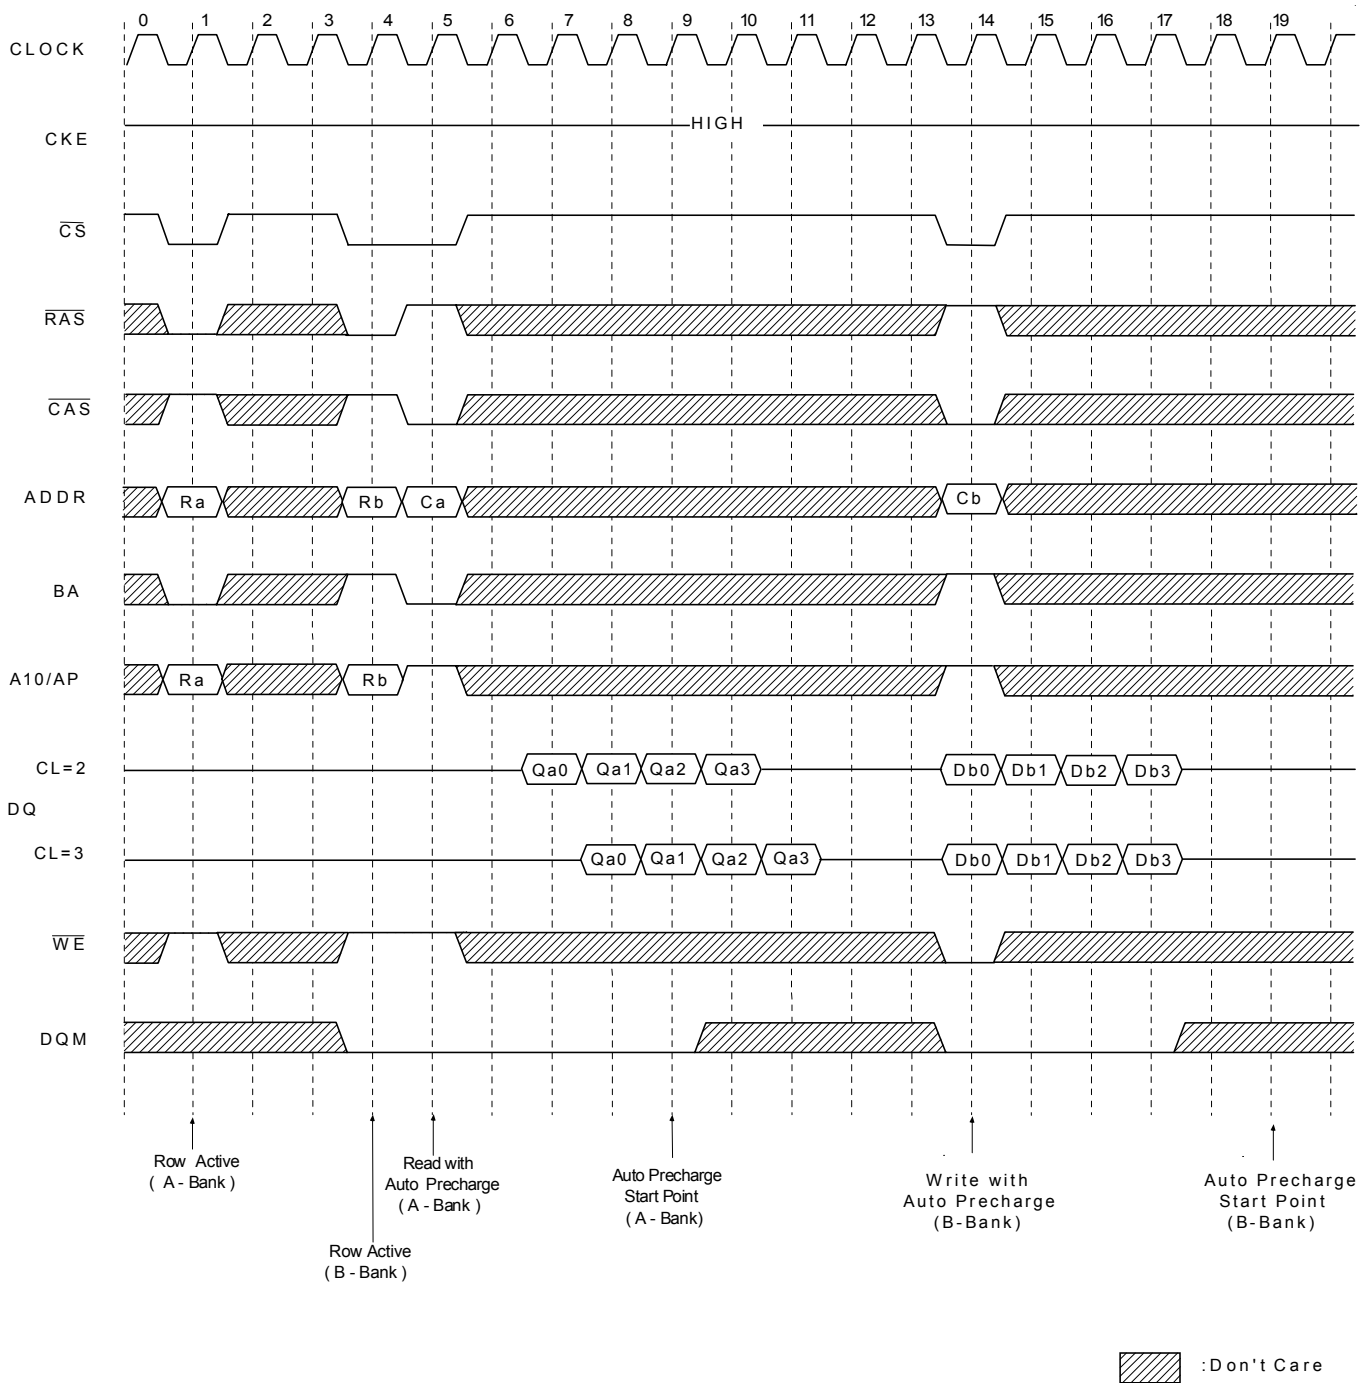 0 1 2 3 4 5 6 7 8 9 10 11 12 13 14 15 16 17 18 19
CLOCK
HIGH
CKE
CS
RAS
CAS
ADDR Ra Rb Ca Cb
BA
A10/AP Ra Rb
CL=2 Qa0 Qa1 Qa2 Qa3 Db0 Db1 Db2 Db3
DQ
CL=3 Qa0 Qa1 Qa2 Qa3 Db0 Db1 Db2 Db3
WE
DQM
Row Active
(A-Bank)
Row Active
(B-Bank)
Read with
Auto Precharge
(A-Bank)
Auto Precharge
Start Point
(A-Bank)
Write with
Auto Precharge
(B-Bank)
Auto Precharge
Start Point
(B-Bank)
:Don't Care